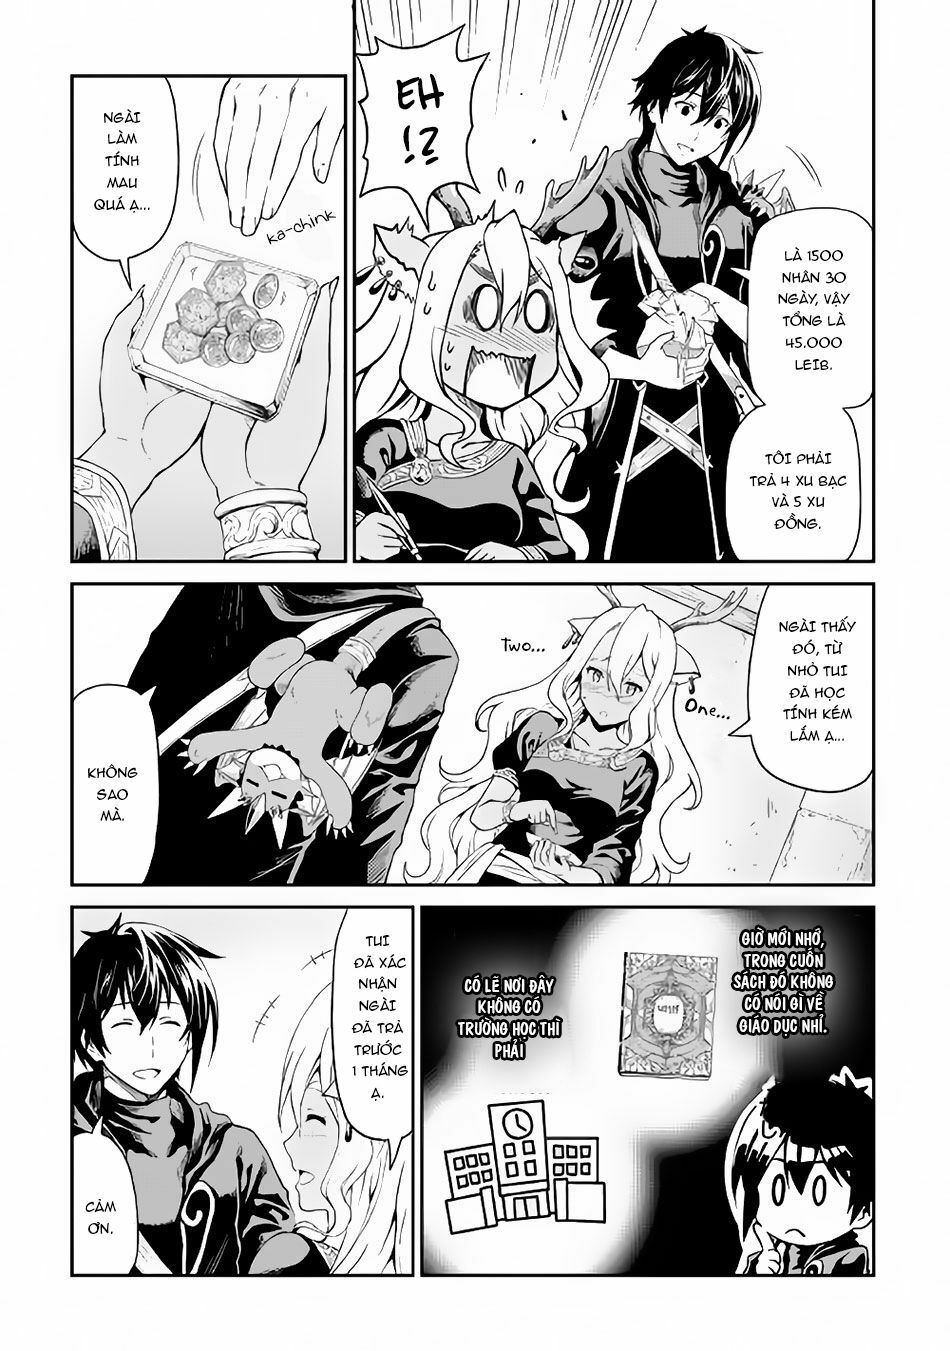 LÀ 1500
NHÂN 30
NGÀY, VẬY
TỔNG LÀ
45.000
LEIB.
TÔI PHẢI
TRẢ 4 XU BẠC
VÀ 5 XU
ĐỒNG.
EH
!?
NGÀI
LÀM
TÍNH
MAU
QUÁ Ạ...
ka-chink
NGÀI THẤY
ĐÓ, TỪ
NHỎ TUI
ĐÃ HỌC
TÍNH KÉM
LẮM Ạ...
One...
Two...
KHÔNG
SAO
MÀ.
GIỜ MỚI NHỚ,
TRONG CUỐN
SÁCH ĐÓ KHÔNG
CÓ NÓI GÌ VỀ
GIÁO DỤC NHỈ.
CÓ LẼ NƠI ĐÂY
KHÔNG CÓ
TRƯỜNG HỌC THÌ
PHẢI
TUI
ĐÃ XÁC
NHẬN
NGÀI
ĐÃ TRẢ
TRƯỚC
1 THÁNG
Ạ.
CẢM
ƠN.